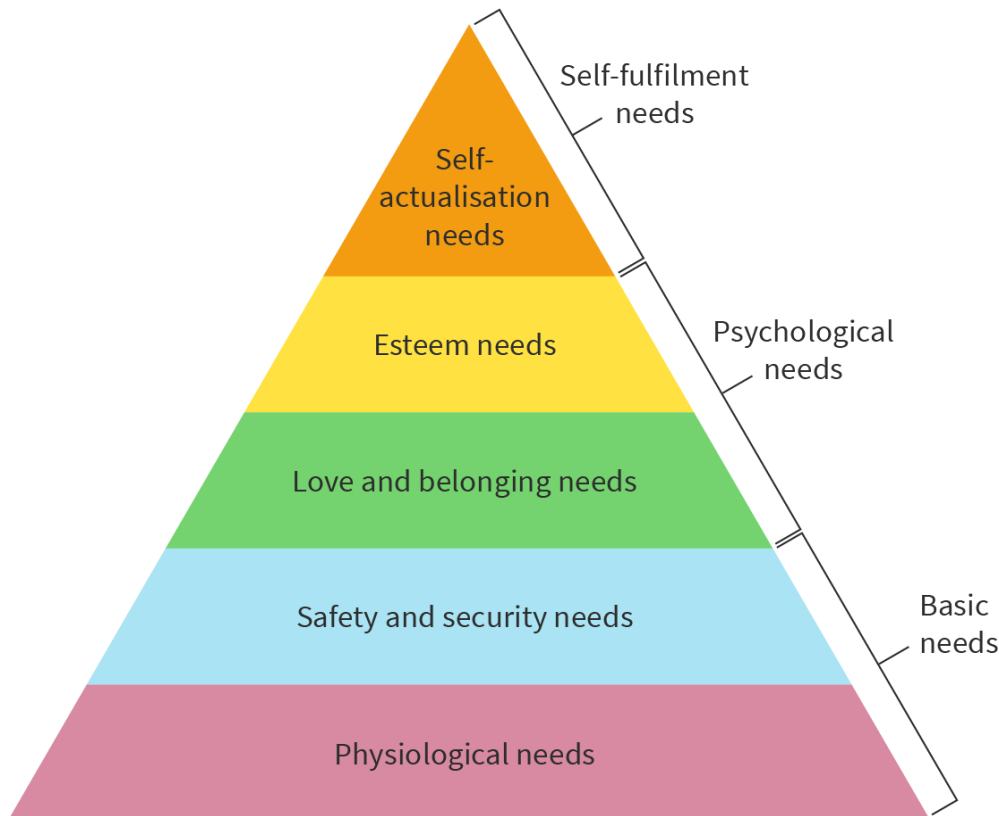 Self-fulfilment
needs
Self-
actualisation
needs
Psychological
needs
Esteem needs
Love and belonging needs
Basic
needs
Safety and security needs
Physiological needs